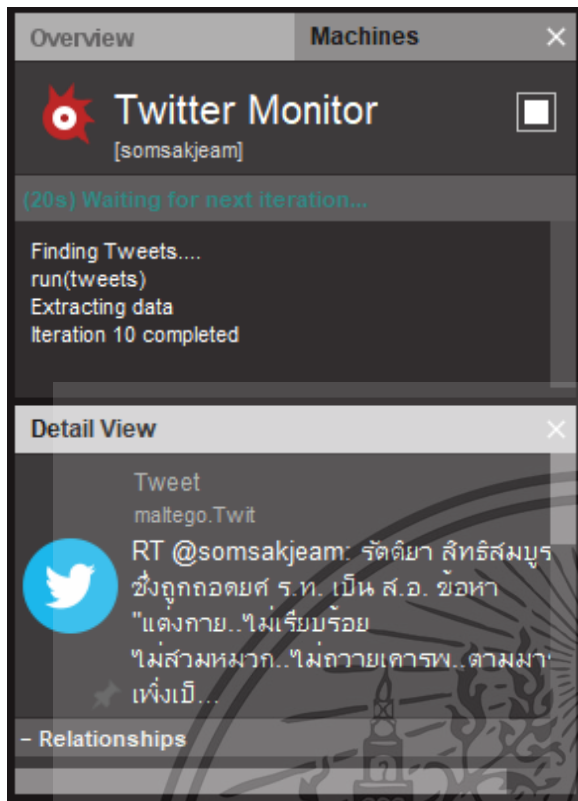 Overview
Machines
Twitter Monitor
[somsakjeam]
(20s) Waiting for next iteration...
Finding Tweets....
run(tweets)
Extracting data
Iteration 10 completed
Detail View
Tweet
maltego.Twit
RT @somsakjeam: รัตติยา สิทธิสมบูร
ซึ่งถูกถอดยศ ร.ท. เป็น ส.อ. ข้อหา
"แต่งกาย..ไม่เรียบร้อย
ไม่สวมหมวก..ไม่ถวายเคารพ..ตามมา
เพิ่งเป็...
– Relationships